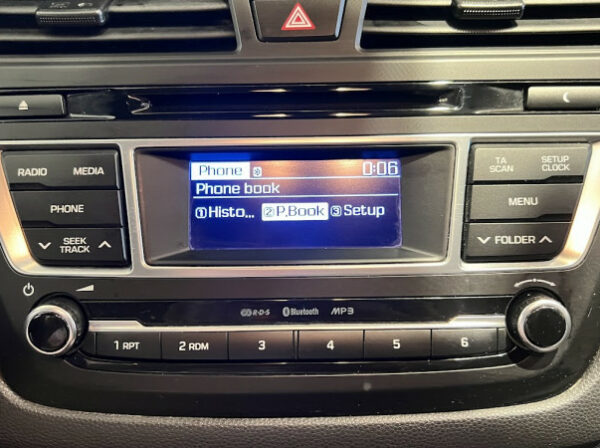 Phone 0:06
Phone book
①Histo... ②P.Book ③Setup
RADIO MEDIA
PHONE
SEEK
TRACK
TA
SCAN
SETUP
CLOCK
MENU
FOLDER
R·D·S Bluetooth MP3
1 RPT 2 RDM 3 4 5 6